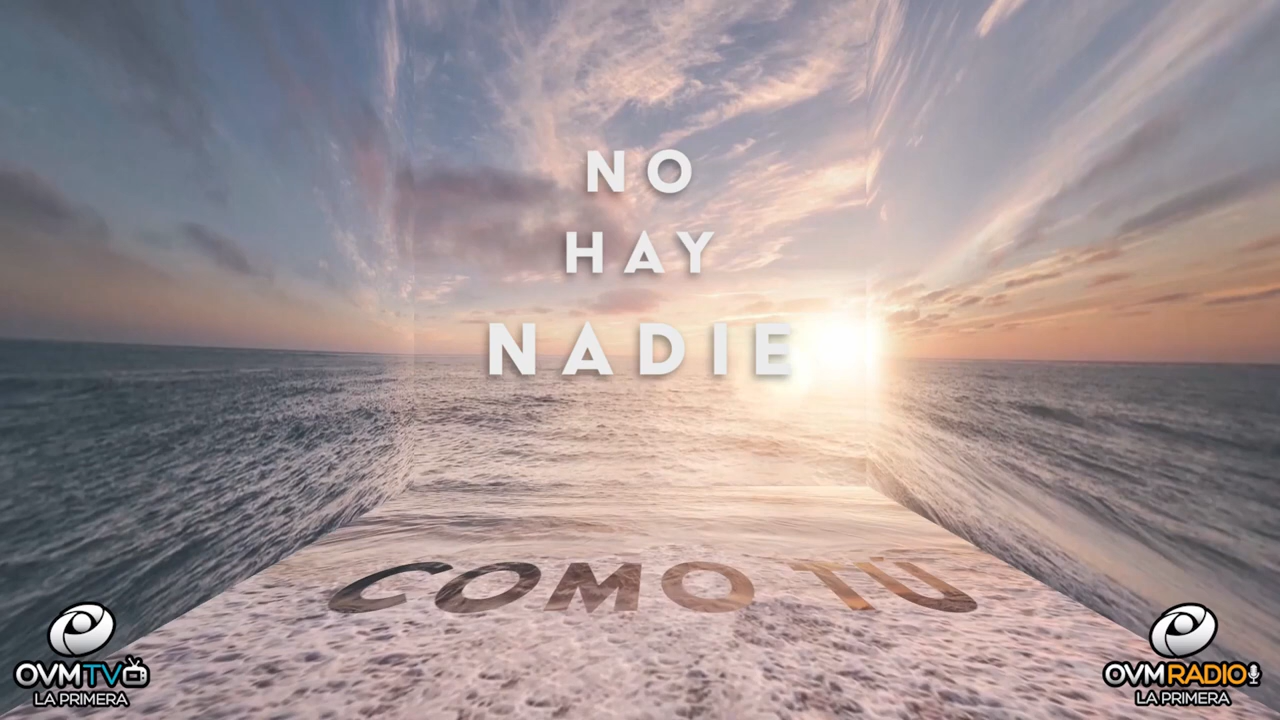 NO
HAY
NADIE
COMO TU
OVMTV
LA PRIMERA
OVMRADIO
LA PRIMERA